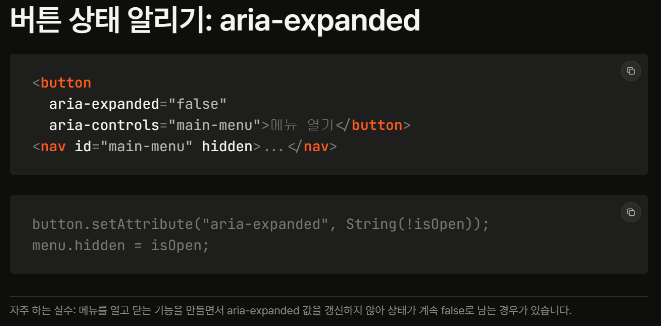 버튼 상태 알리기: aria-expanded
<button
  aria-expanded="false"
  aria-controls="main-menu">메뉴 열기</button>
<nav id="main-menu" hidden>...</nav>
button.setAttribute("aria-expanded", String(!isOpen));
menu.hidden = isOpen;
자주 하는 실수: 메뉴를 열고 닫는 기능을 만들면서 aria-expanded 값을 갱신하지 않아 상태가 계속 false로 남는 경우가 있습니다.